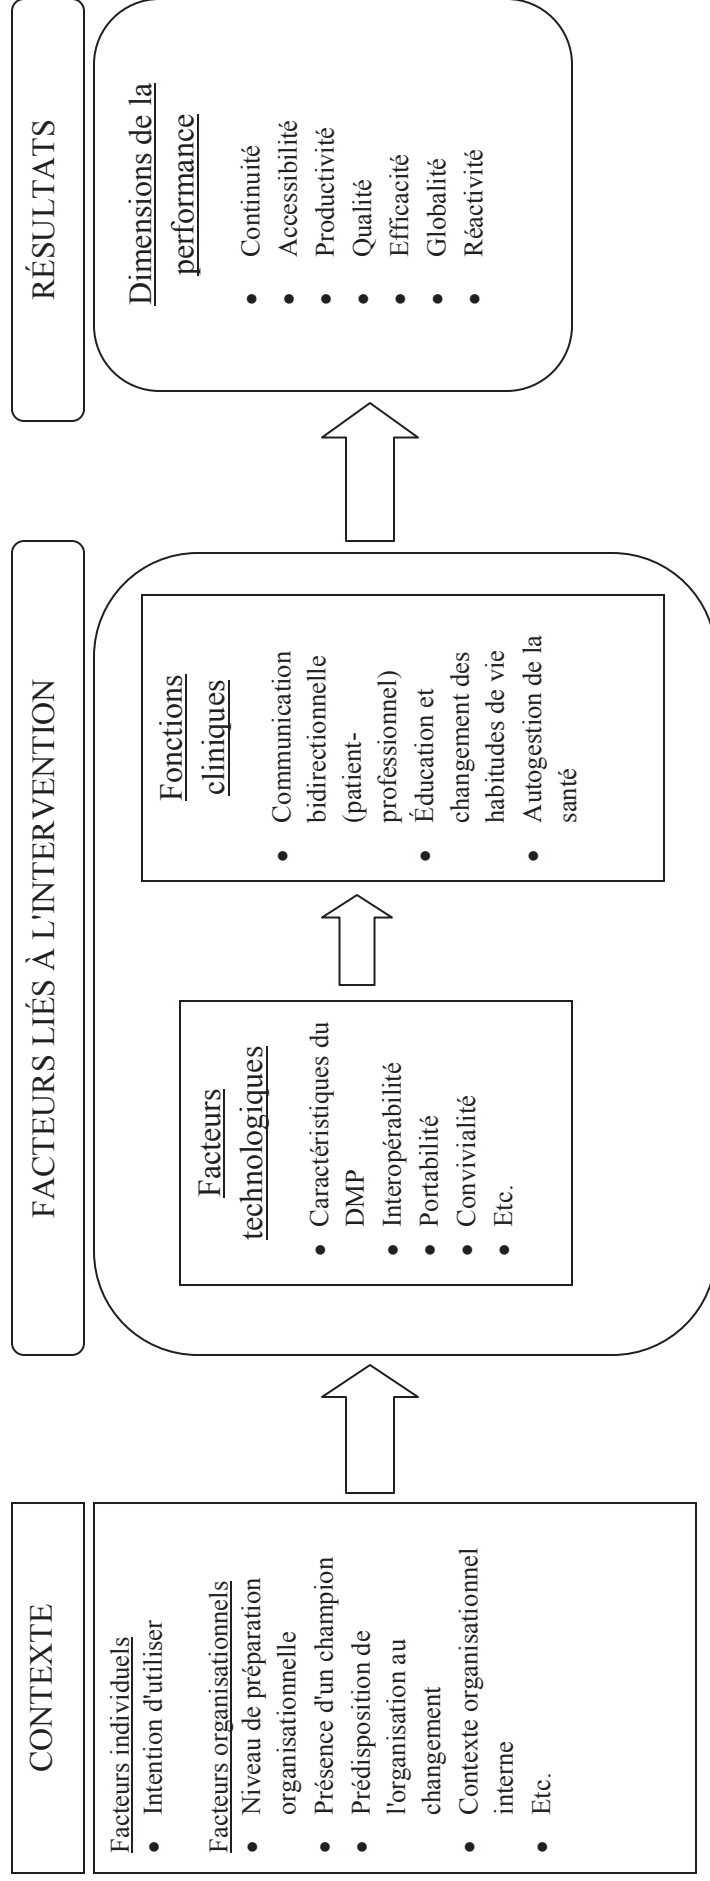 CONTEXTE
Facteurs individuels
• Intention d'utiliser
Facteurs organisationnels
• Niveau de préparation
organisationnelle
• Présence d'un champion
• Prédisposition de
l'organisation au
changement
• Contexte organisationnel
interne
• Etc.
FACTEURS LIÉS À L'INTERVENTION
Facteurs
technologiques
• Caractéristiques du
DMP
• Interopérabilité
• Portabilité
• Convivialité
• Etc.
Fonctions
cliniques
• Communication
bidirectionnelle
(patient-
professionnel)
• Éducation et
changement des
habitudes de vie
• Autogestion de la
santé
RÉSULTATS
Dimensions de la
performance
• Continuité
• Accessibilité
• Productivité
• Qualité
• Efficacité
• Globalité
• Réactivité